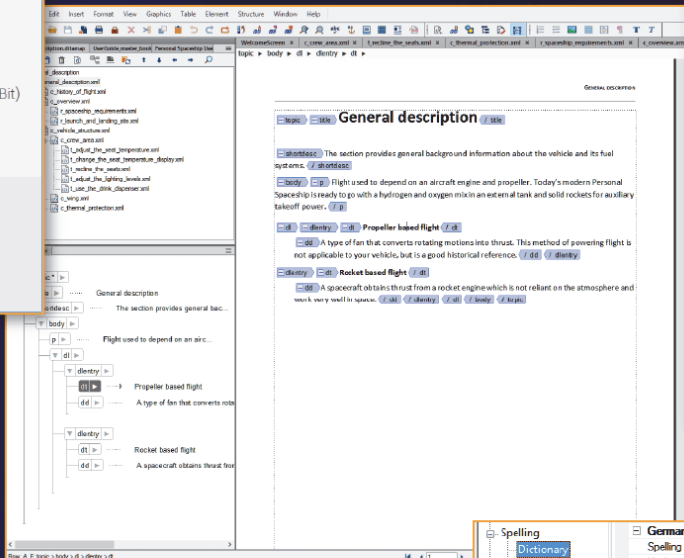 Edit Insert Format View Graphics Table Element Structure Window Help
WelcomeScreen × c_crew_area.xml × t_recline_the_seats.xml × c_thermal_protection.xml × r_spaceship_requirements.xml × c_overview.xm
topic ▸ body ▸ dl ▸ dlentry ▸ dt ▸
Bit)
al_description
neral_description.xml
c_history_of_flight.xml
c_overview.xml
r_spaceship_requirements.xml
r_launch_and_landing_site.xml
c_vehicle_structure.xml
c_crew_area.xml
t_adjust_the_seat_temperature.xml
t_change_the_seat_temperature_display.xml
t_recline_the_seats.xml
t_adjust_the_lighting_levels.xml
t_use_the_drink_dispenser.xml
c_wing.xml
c_thermal_protection.xml
General description
The section provides general bac...
body
p Flight used to depend on an airc...
dl
dlentry
dt Propeller based flight
dd A type of fan that converts rota
dlentry
dt Rocket based flight
dd A spacecraft obtains thrust from
GENERAL DESCRIPTION
topic title General description / title
shortdesc The section provides general background information about the vehicle and its fuel
systems. / shortdesc
body p Flight used to depend on an aircraft engine and propeller. Today's modern Personal
Spaceship is ready to go with a hydrogen and oxygen mix in an external tank and solid rockets for auxiliary
takeoff power. / p
dl dlentry dt Propeller based flight / dt
dd A type of fan that converts rotating motions into thrust. This method of powering flight is
not applicable to your vehicle, but is a good historical reference. / dd / dlentry
dlentry dt Rocket based flight / dt
dd A spacecraft obtains thrust from a rocket engine which is not reliant on the atmosphere and
work very well in space. / dd / dlentry / dl / body / topic
1
Spelling
Dictionary
German
Spelling